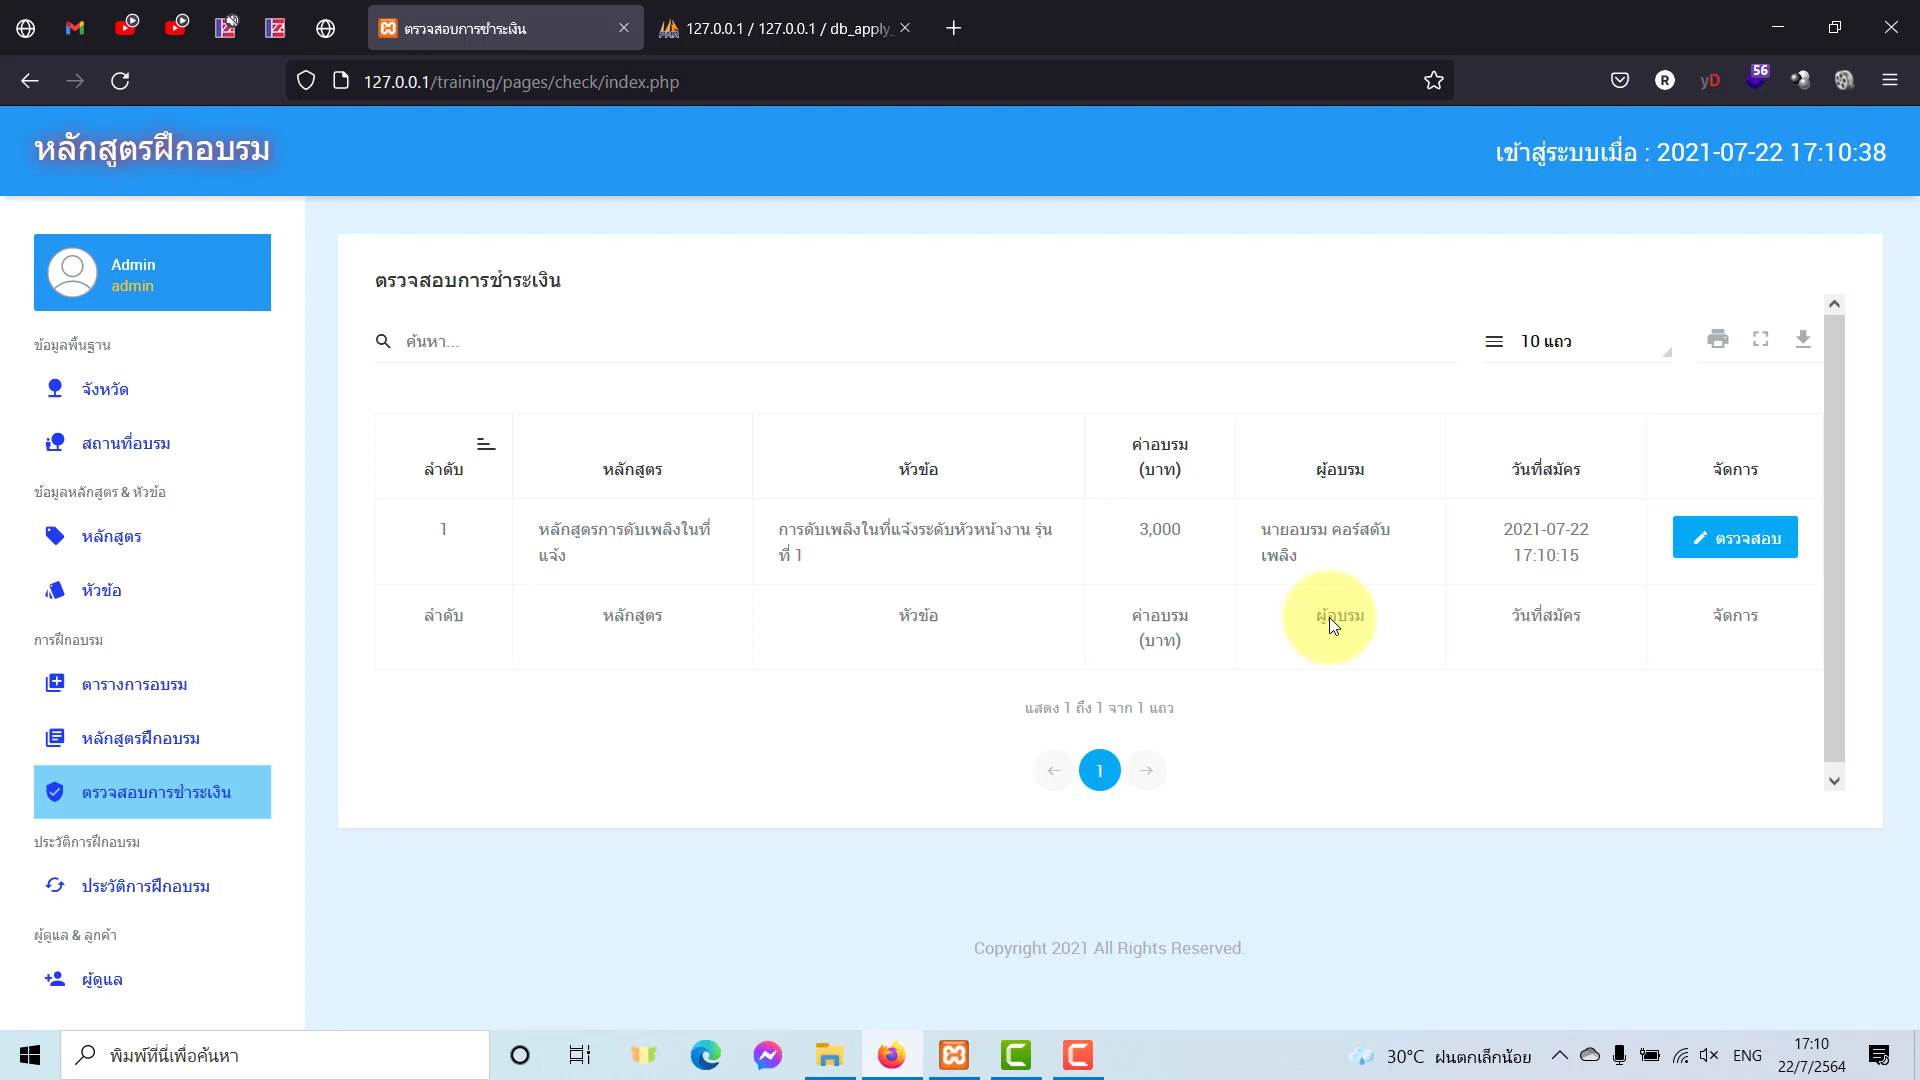 ตรวจสอบการชำระเงิน
127.0.0.1 / 127.0.0.1 / db_apply_
56
127.0.0.1/training/pages/check/index.php
R
yD
หลักสูตรฝึกอบรม
เข้าสู่ระบบเมื่อ : 2021-07-22 17:10:38
Admin
admin
ข้อมูลพื้นฐาน
จังหวัด
สถานที่อบรม
ข้อมูลหลักสูตร & หัวข้อ
หลักสูตร
หัวข้อ
การฝึกอบรม
ตารางการอบรม
หลักสูตรฝึกอบรม
ตรวจสอบการชำระเงิน
ประวัติการฝึกอบรม
ประวัติการฝึกอบรม
ผู้ดูแล & ลูกค้า
ผู้ดูแล
ตรวจสอบการชำระเงิน
ค้นหา...
10 แถว
ลำดับ หลักสูตร หัวข้อ ค่าอบรม (บาท) ผู้อบรม วันที่สมัคร จัดการ
1 หลักสูตรการดับเพลิงในที่ การดับเพลิงในที่แจ้งระดับหัวหน้างาน รุ่น 3,000 นายอบรม คอร์สดับ 2021-07-22 ตรวจสอบ
แจ้ง ที่ 1 เพลิง 17:10:15
ลำดับ หลักสูตร หัวข้อ ค่าอบรม ผู้อบรม วันที่สมัคร จัดการ
(บาท)
แสดง 1 ถึง 1 จาก 1 แถว
1
Copyright 2021 All Rights Reserved.
พิมพ์ที่นี่เพื่อค้นหา
30°C ฝนตกเล็กน้อย
ENG
17:10
22/7/2564